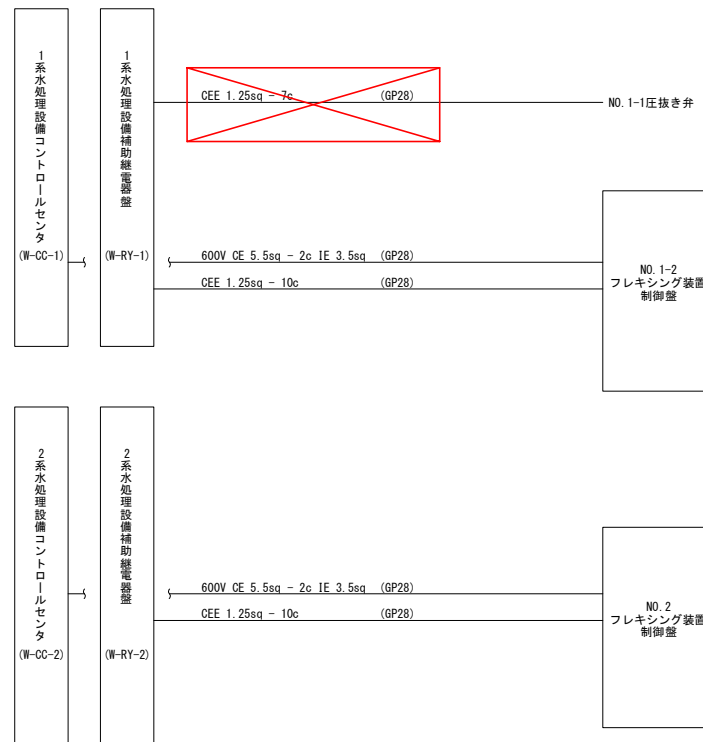 1系水処理設備コントロールセンタ
(W-CC-1)
1系水処理設備補助継電器盤
(W-RY-1)
CEE 1.25sq - 7c (GP28)
NO.1-1圧抜き弁
600V CE 5.5sq - 2c IE 3.5sq (GP28)
CEE 1.25sq - 10c (GP28)
NO.1-2
フレキシング装置
制御盤
2系水処理設備コントロールセンタ
(W-CC-2)
2系水処理設備補助継電器盤
(W-RY-2)
600V CE 5.5sq - 2c IE 3.5sq (GP28)
CEE 1.25sq - 10c (GP28)
NO.2
フレキシング装置
制御盤